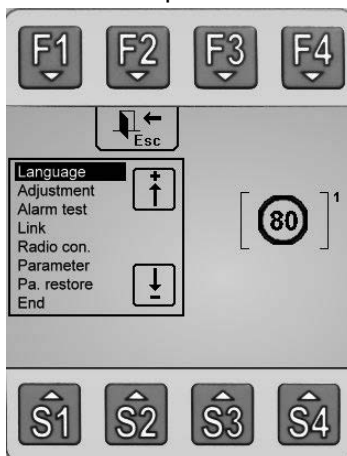 F1 F2 F3 F4
Esc
Language
Adjustment
Alarm test
Link
Radio con.
Parameter
Pa. restore
End
+
-
80
1
S1 S2 S3 S4